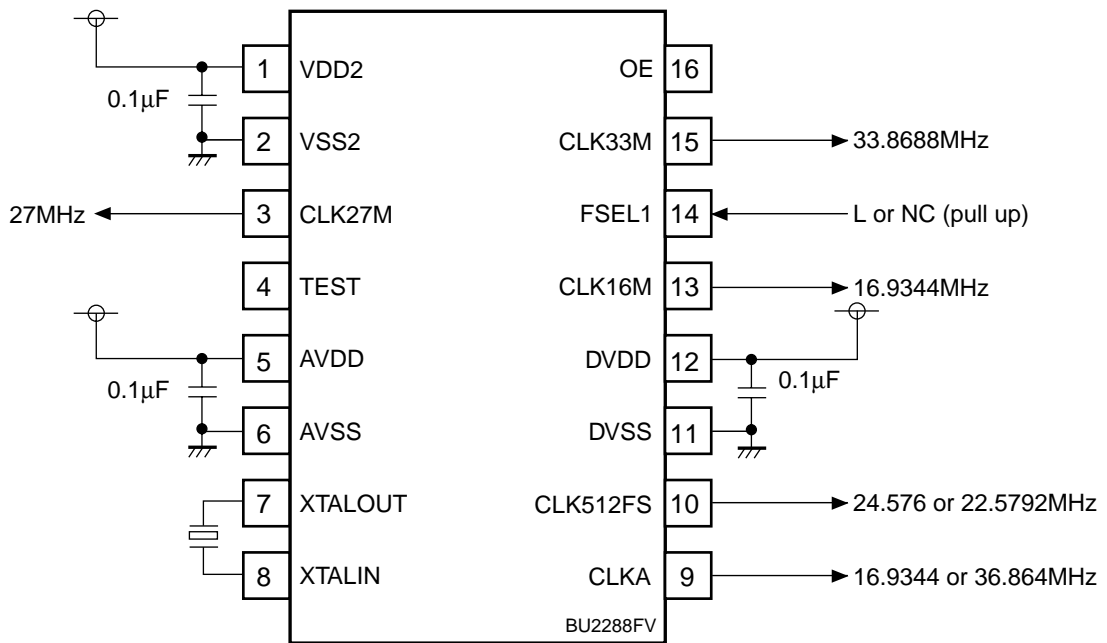 1 VDD2 OE 16
0.1µF
2 VSS2 CLK33M 15 33.8688MHz
27MHz 3 CLK27M FSEL1 14 L or NC (pull up)
4 TEST CLK16M 13 16.9344MHz
5 AVDD DVDD 12
0.1µF 0.1µF
6 AVSS DVSS 11
7 XTALOUT CLK512FS 10 24.576 or 22.5792MHz
8 XTALIN CLKA 9 16.9344 or 36.864MHz
BU2288FV